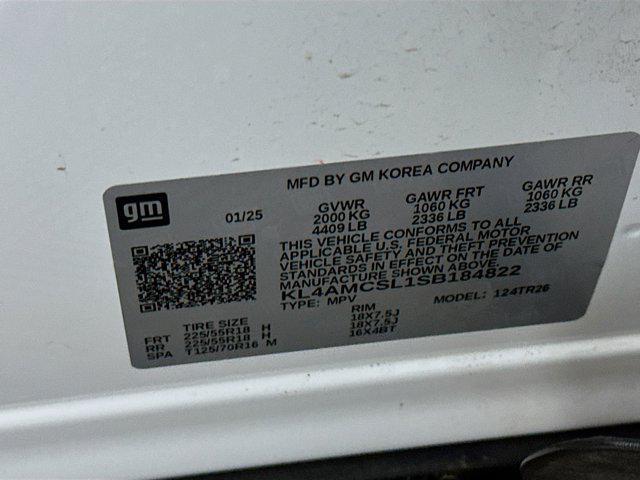 MFD BY GM KOREA COMPANY
gm
01/25
GVWR GAWR FRT GAWR RR
2000 KG 1060 KG 1060 KG
4409 LB 2336 LB 2336 LB
THIS VEHICLE CONFORMS TO ALL
APPLICABLE U.S. FEDERAL MOTOR
VEHICLE SAFETY AND THEFT PREVENTION
STANDARDS IN EFFECT ON THE DATE OF
MANUFACTURE SHOWN ABOVE.
KL4AMCSL1SB184822
TYPE: MPV MODEL: 124TR26
TIRE SIZE RIM
FRT 225/55R18 H 18X7.5J
RR 225/55R18 H 18X7.5J
SPA T125/70R16 M 16X4BT